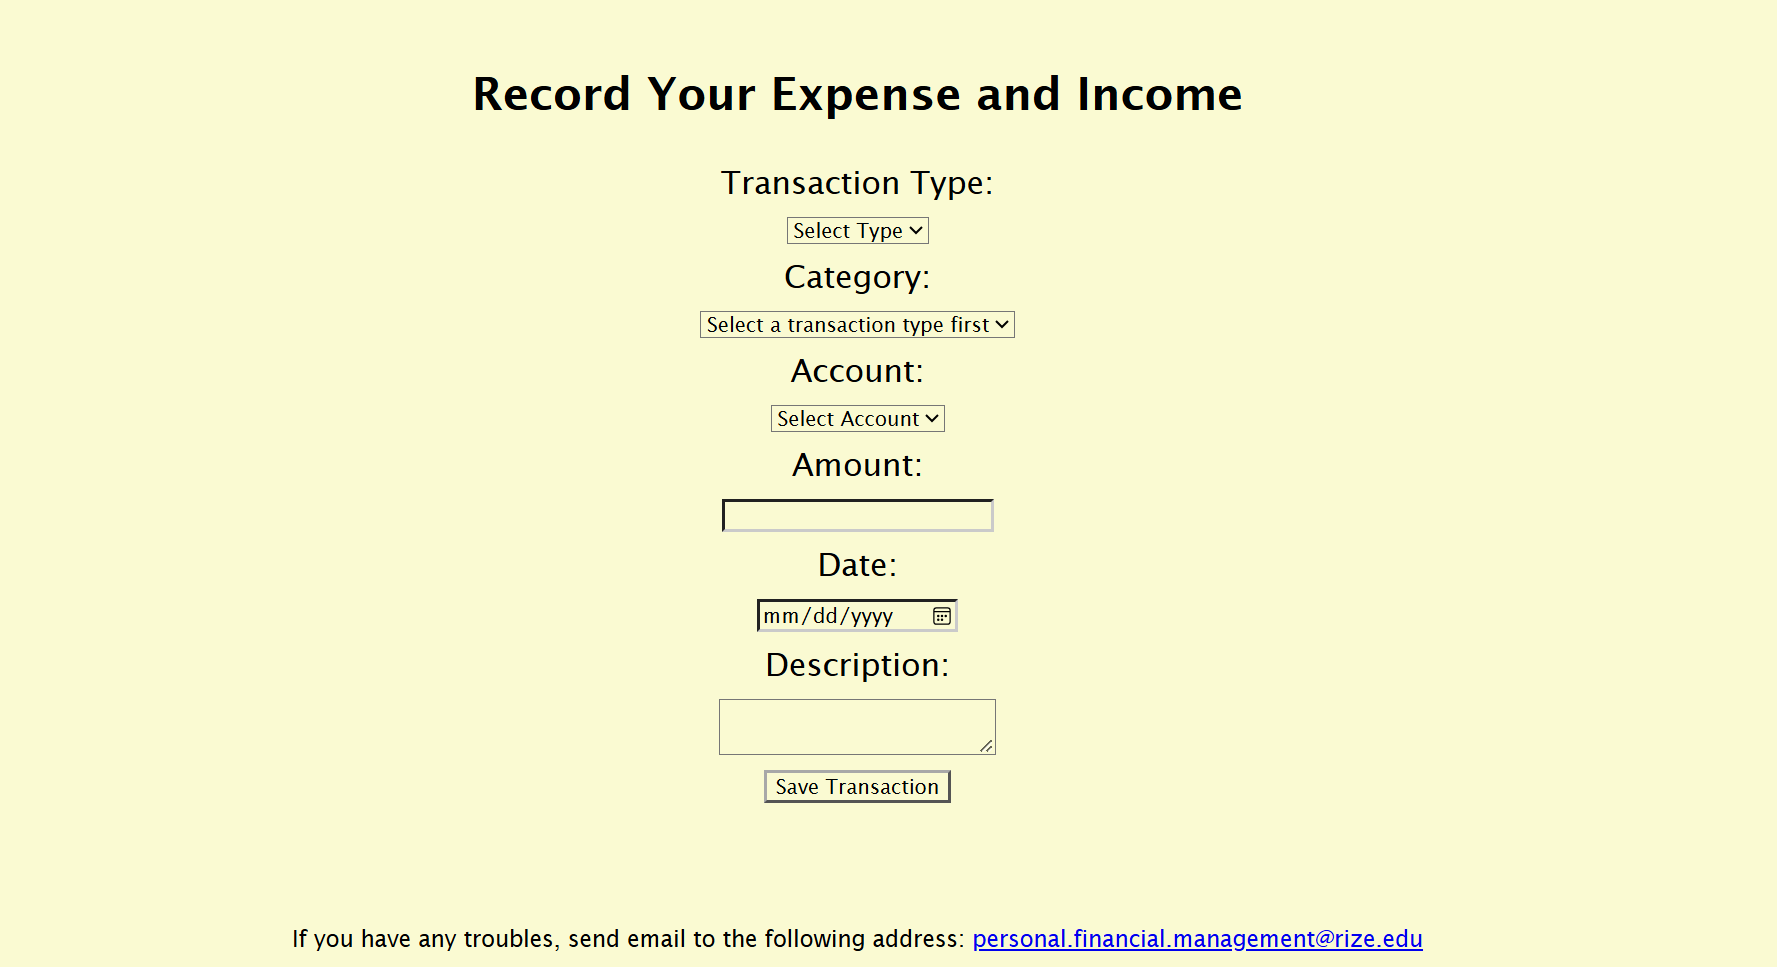 Record Your Expense and Income
Transaction Type:
Select Type
Category:
Select a transaction type first
Account:
Select Account
Amount:
Date:
mm/dd/yyyy
Description:
Save Transaction
If you have any troubles, send email to the following address: personal.financial.management@rize.edu